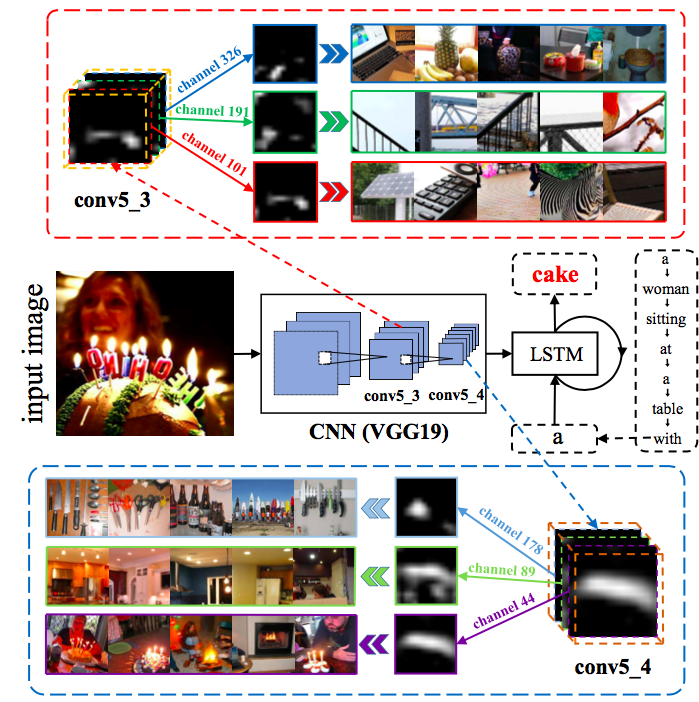 channel 326
channel 191
channel 101
conv5_3
input image
conv5_3
conv5_4
CNN (VGG19)
cake
LSTM
a
a
woman
sitting
at
a
table
with
channel 178
channel 89
channel 44
conv5_4